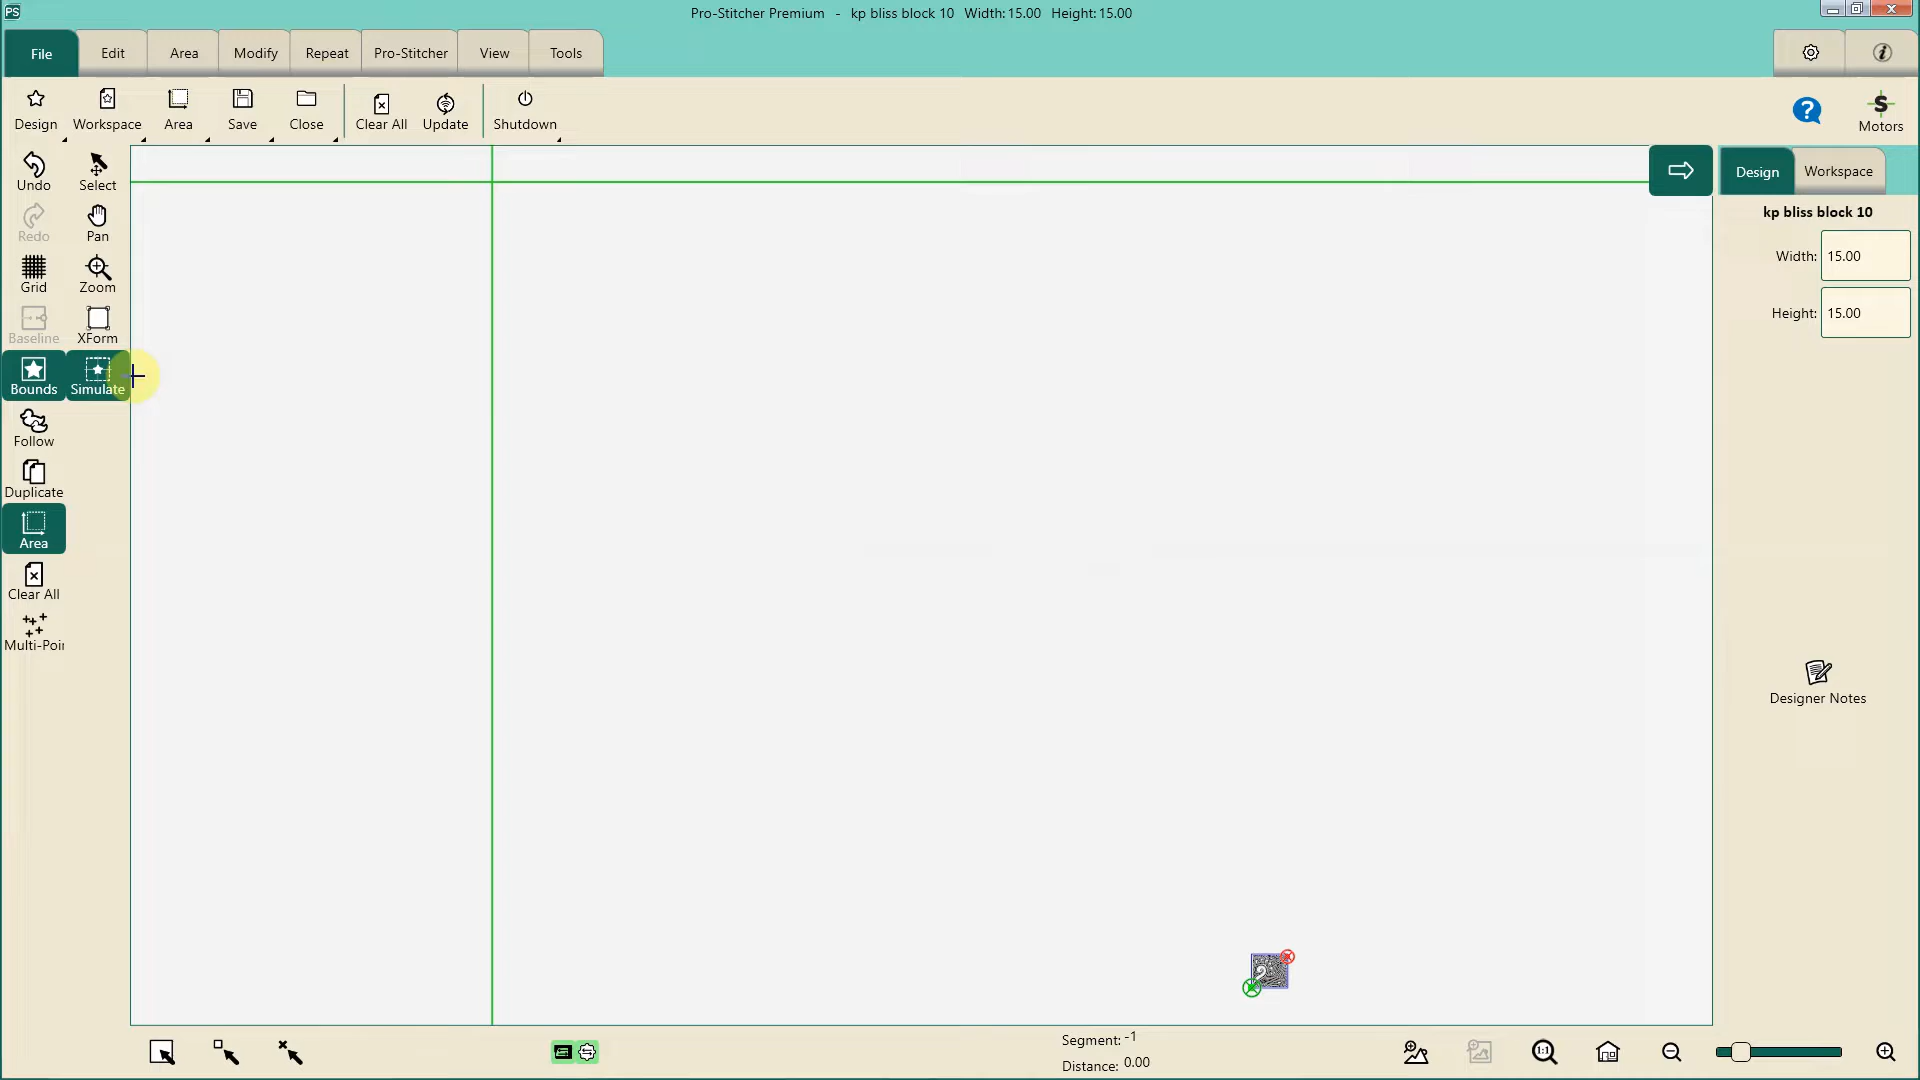 PS
Pro-Stitcher Premium - kp bliss block 10 Width: 15.00 Height: 15.00
File Edit Area Modify Repeat Pro-Stitcher View Tools
Design Workspace Area Save Close Clear All Update Shutdown
S
Motors
Undo Select
Redo Pan
Grid Zoom
Baseline XForm
Bounds Simulate
Follow
Duplicate
Area
Clear All
Multi-Poi
Design Workspace
kp bliss block 10
Width: 15.00
Height: 15.00
Designer Notes
Segment: -1
Distance: 0.00
1:1